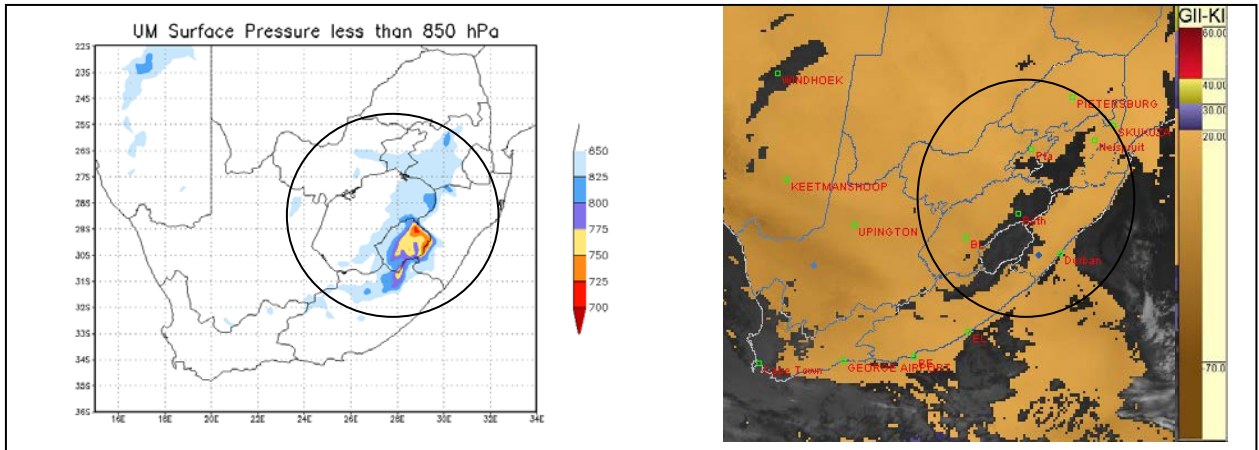 UM Surface Pressure less than 850 hPa
22S
23S
24S
25S
26S
27S
28S
29S
30S
31S
32S
33S
34S
35S
36S
16E 18E 20E 22E 24E 26E 28E 30E 32E 34E
850
825
800
775
750
725
700
GII-KI
60.00
40.00
30.00
20.00
-70.0
WINDHOEK
PIETERSBURG
SKUKUZA
Nelspruit
Pta
KEETMANSHOOP
UPINGTON
Beth
BL
Durban
EL
PE
GEORGE AIRPORT
Cape Town